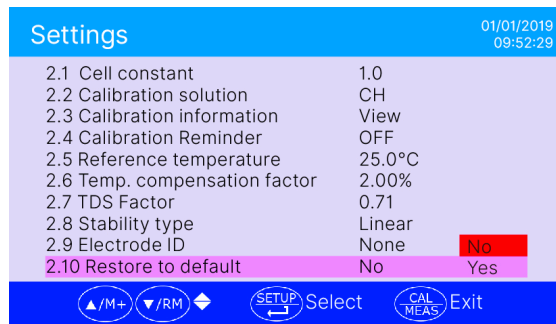 Settings
01/01/2019
09:52:29
2.1 Cell constant 1.0
2.2 Calibration solution CH
2.3 Calibration information View
2.4 Calibration Reminder OFF
2.5 Reference temperature 25.0°C
2.6 Temp. compensation factor 2.00%
2.7 TDS Factor 0.71
2.8 Stability type Linear
2.9 Electrode ID None No
2.10 Restore to default No Yes
▲/M+ ▼/RM SETUP Select CAL MEAS Exit